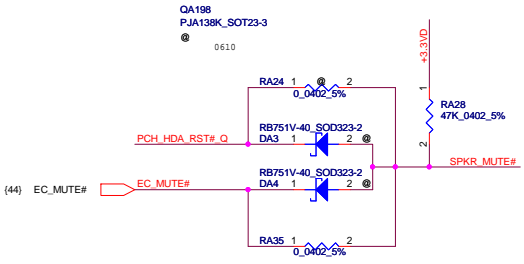 QA198
PJA138K_SOT23-3
@
0610
+3.3VD
RA24 1 @ 2
0_0402_5%
1
RA28
47K_0402_5%
2
RB751V-40_SOD323-2
PCH_HDA_RST#_Q
DA3 1 2 @
SPKR_MUTE#
RB751V-40_SOD323-2
{44} EC_MUTE# EC_MUTE#
DA4 1 2 @
RA35 1 2
0_0402_5%